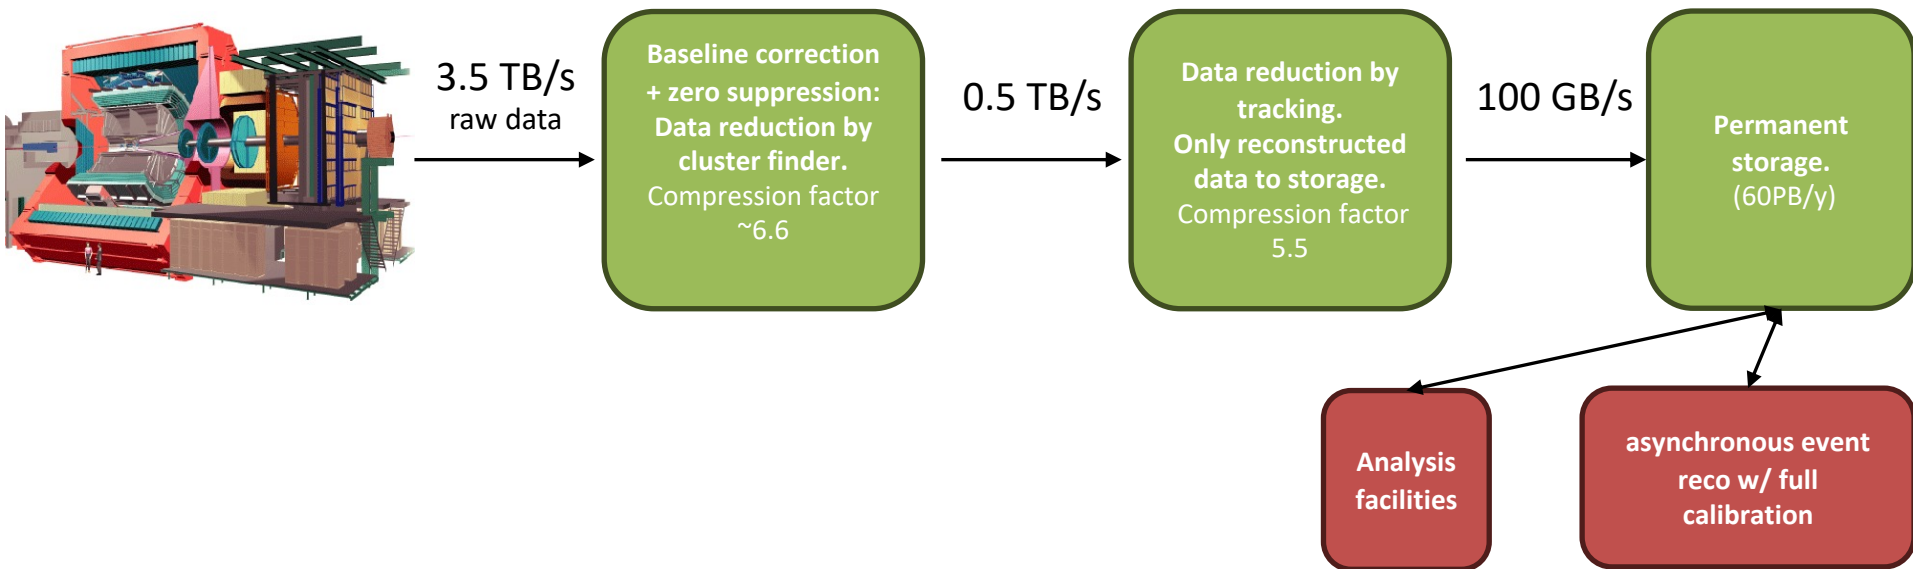 3.5 TB/s
raw data
Baseline correction
+ zero suppression:
Data reduction by
cluster finder.
Compression factor
~6.6
0.5 TB/s
Data reduction by
tracking.
Only reconstructed
data to storage.
Compression factor
5.5
100 GB/s
Permanent
storage.
(60PB/y)
Analysis
facilities
asynchronous event
reco w/ full
calibration